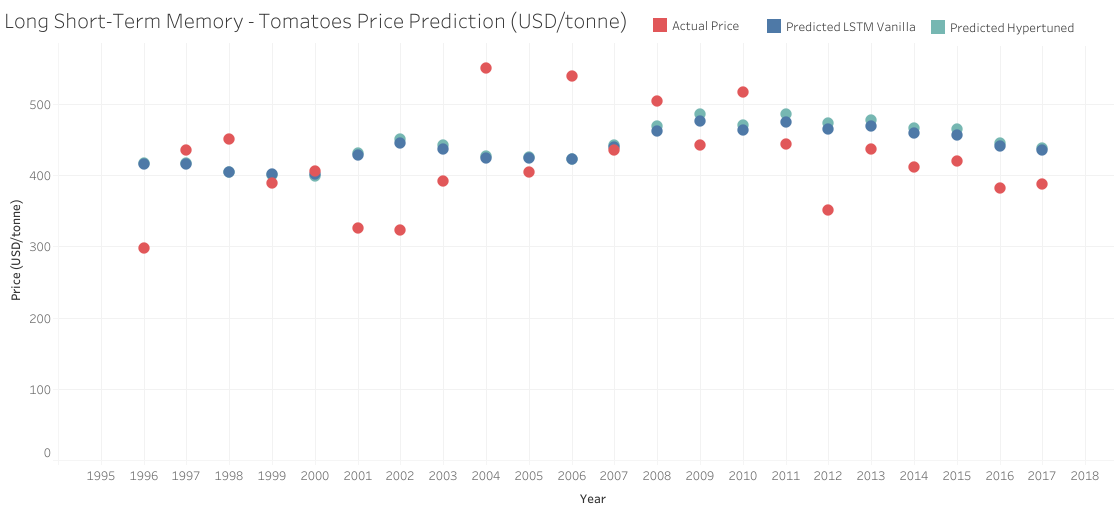 Long Short-Term Memory - Tomatoes Price Prediction (USD/tonne)
Actual Price Predicted LSTM Vanilla Predicted Hypertuned
500
400
300
200
100
0
Price (USD/tonne)
1995 1996 1997 1998 1999 2000 2001 2002 2003 2004 2005 2006 2007 2008 2009 2010 2011 2012 2013 2014 2015 2016 2017 2018
Year